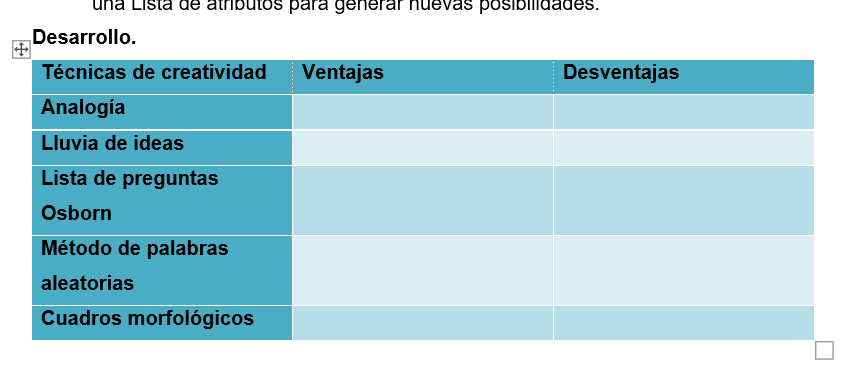 una Lista de atributos para generar nuevas posibilidades.
Desarrollo.
Técnicas de creatividad Ventajas Desventajas
Analogía
Lluvia de ideas
Lista de preguntas
Osborn
Método de palabras
aleatorias
Cuadros morfológicos